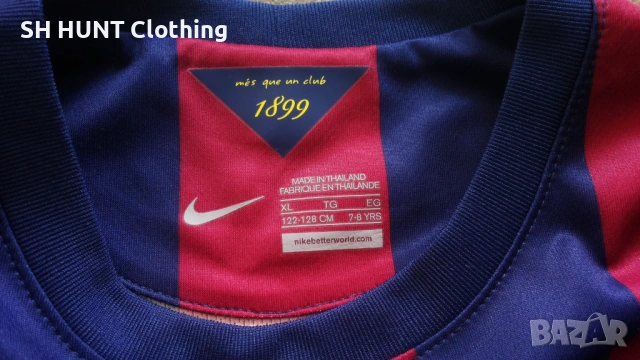 SH HUNT Clothing
mês que un club
1899
MADE IN THAILAND
FABRIQUE EN THAILANDE
XL TG EG
122-128 CM 7-8 YRS
nikebetterworld.com
BAZAR